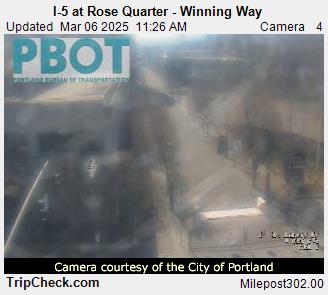 I-5 at Rose Quarter - Winning Way
Updated Mar 06 2025 11:26 AM Camera 4
PBOT
PORTLAND BUREAU OF TRANSPORTATION
Camera courtesy of the City of Portland
TripCheck.com Milepost302.00